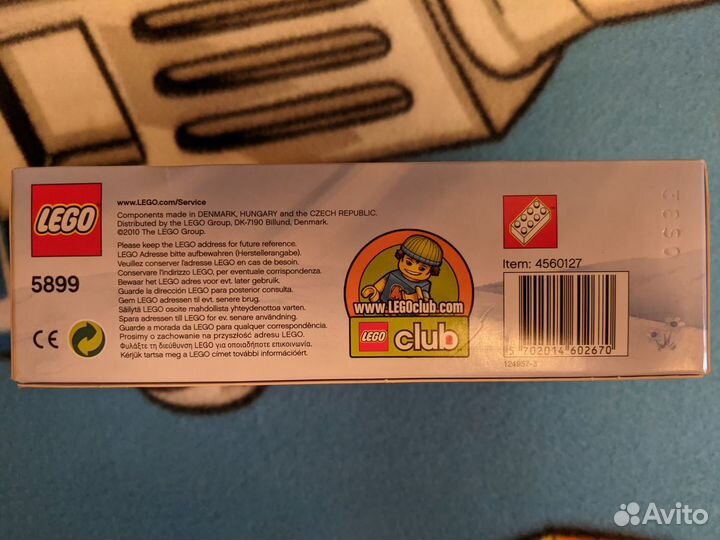 LEGO
5899
CE
www.LEGO.com/Service
Components made in DENMARK, HUNGARY and the CZECH REPUBLIC.
Distributed by the LEGO Group, DK-7190 Billund, Denmark.
©2010 The LEGO Group.
Please keep the LEGO address for future reference.
LEGO Adresse bitte aufbewahren (Herstellerangabe).
Veuillez conserver l'adresse LEGO en cas de besoin.
Conservare l'indirizzo LEGO, per eventuale corrispondenza.
Bewaar het LEGO adres voor evt. later gebruik.
Guarde la dirección LEGO para posterior consulta.
Gem LEGO adressen til evt. senere brug.
Säilytä LEGO osoite mahdollista yhteydenottoa varten.
Spara adressen till LEGO för ev. senare användning.
Guarde a morada da LEGO para qualquer correspondência.
Prosimy o zachowanie na przyszłość adresu LEGO.
Φυλάξτε τη διεύθυνση LEGO για οποιαδήποτε επικοινωνία.
Kérjük tartsa meg a LEGO címet további információért.
www.LEGOclub.com
LEGO club
Item: 4560127
5 702014 602670
124957-3
Avito